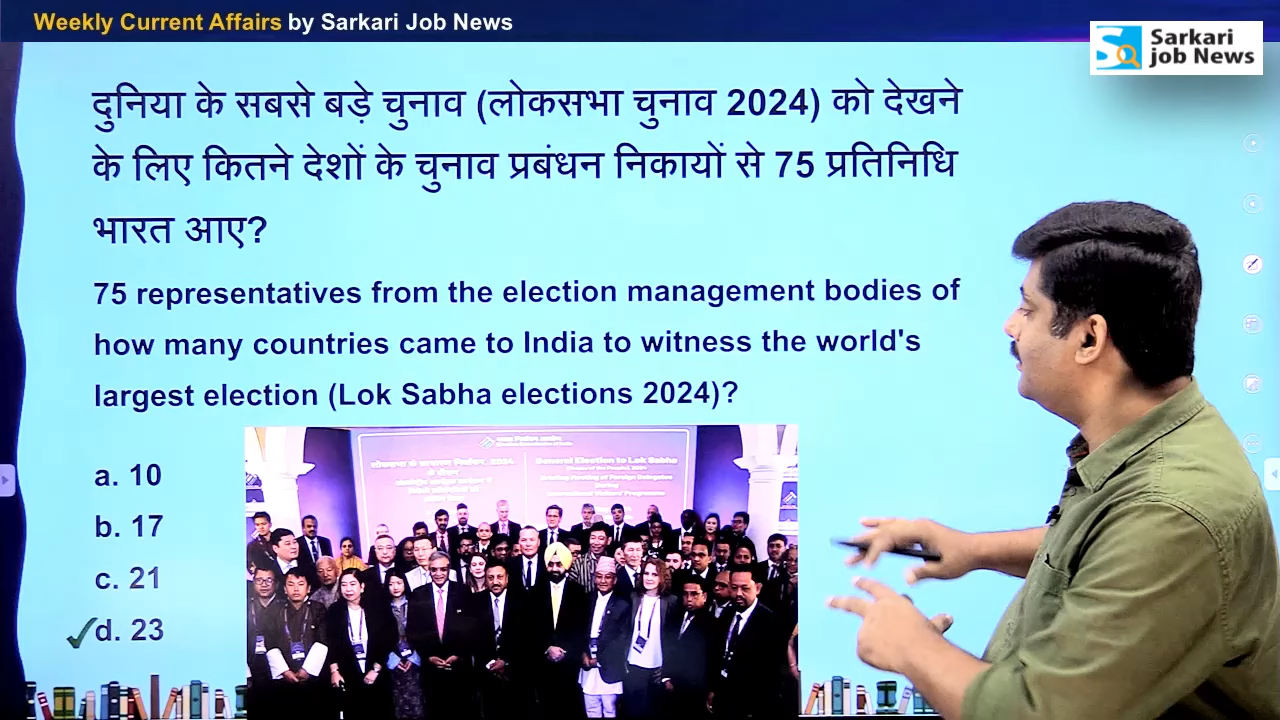 Weekly Current Affairs by Sarkari Job News
Sarkari
Job News
दुनिया के सबसे बड़े चुनाव (लोकसभा चुनाव 2024) को देखने
के लिए कितने देशों के चुनाव प्रबंधन निकायों से 75 प्रतिनिधि
भारत आए?
75 representatives from the election management bodies of
how many countries came to India to witness the world's
largest election (Lok Sabha elections 2024)?
General Election to Lok Sabha
a. 10
b. 17
c. 21
d. 23